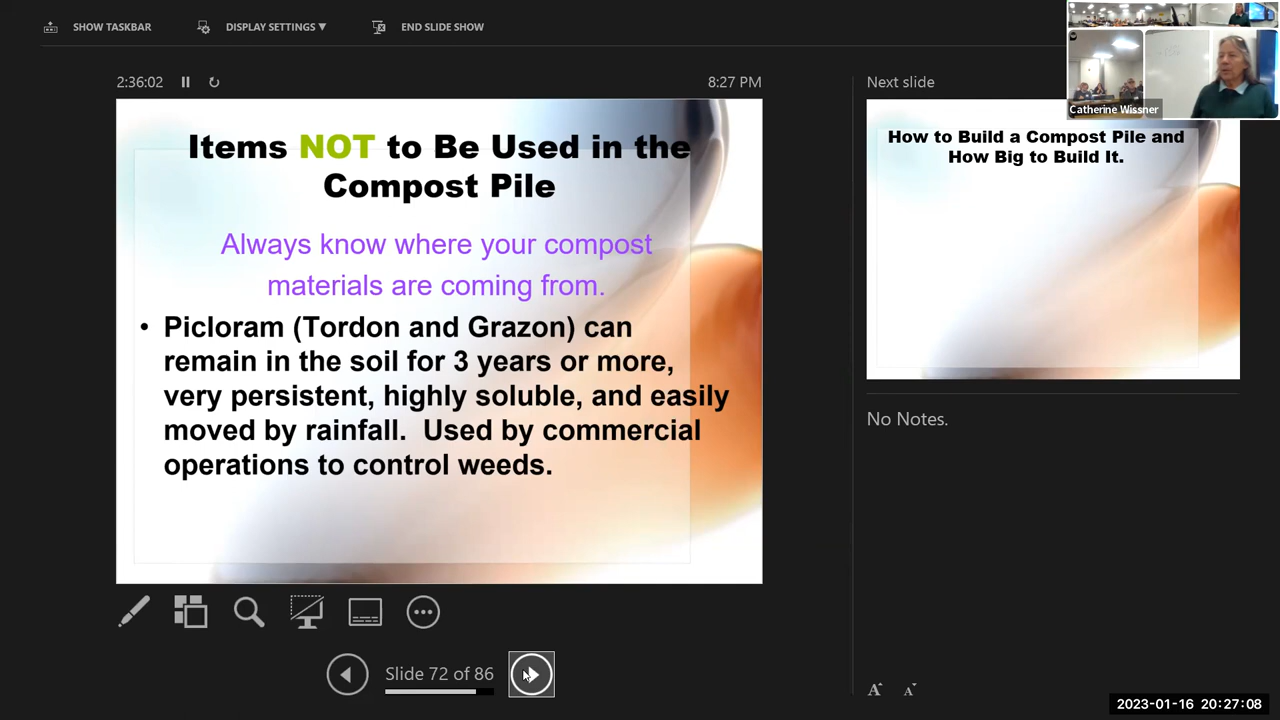 SHOW TASKBAR
DISPLAY SETTINGS ▼
END SLIDE SHOW
2:36:02
8:27 PM
Items NOT to Be Used in the
Compost Pile
Always know where your compost
materials are coming from.
• Picloram (Tordon and Grazon) can
remain in the soil for 3 years or more,
very persistent, highly soluble, and easily
moved by rainfall.  Used by commercial
operations to control weeds.
Slide 72 of 86
Next slide
Catherine Wissner
How to Build a Compost Pile and
How Big to Build It.
No Notes.
A A
2023-01-16 20:27:08